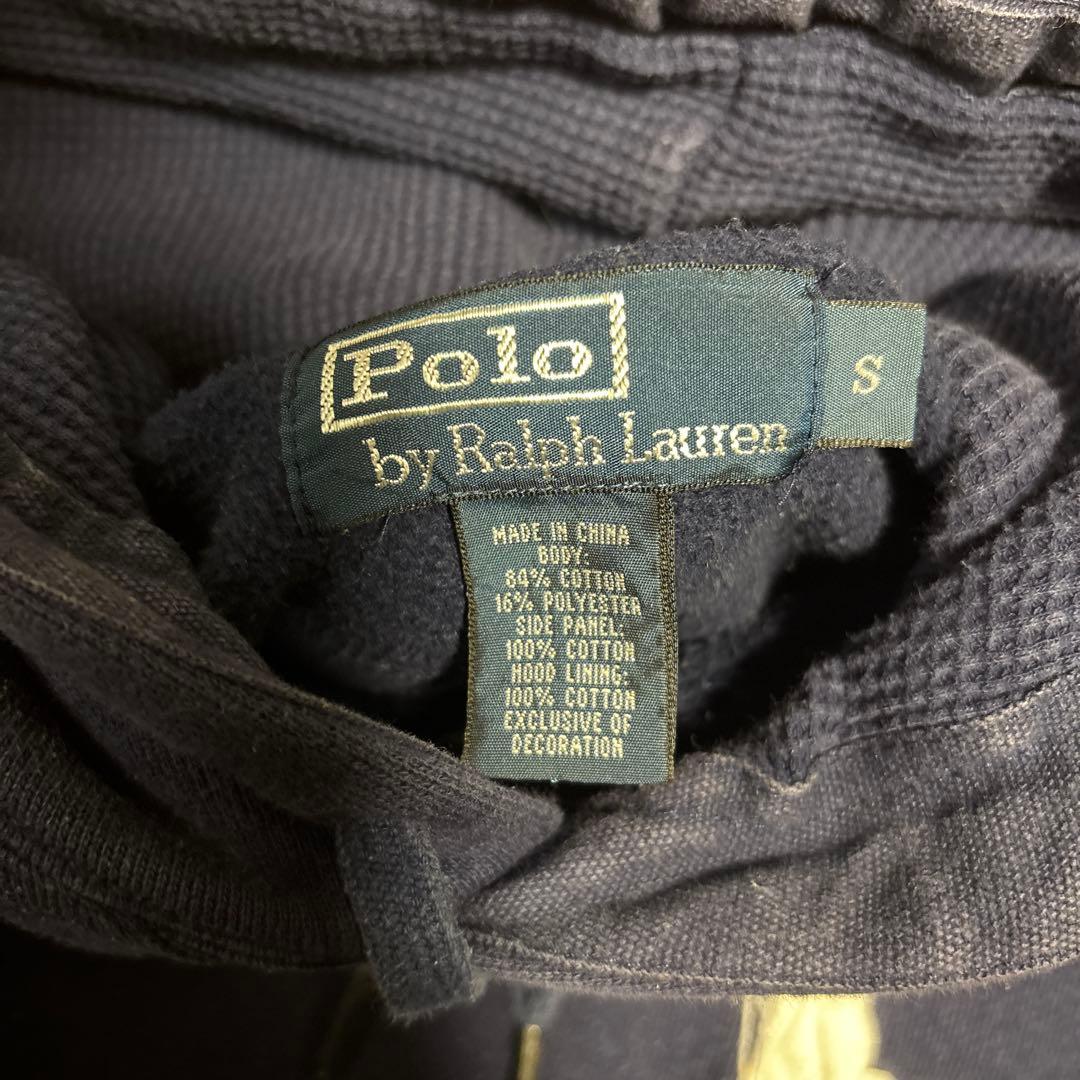 Polo
by Ralph Lauren
S
MADE IN CHINA
BODY:
84% COTTON
16% POLYESTER
SIDE PANEL:
100% COTTON
HOOD LINING:
100% COTTON
EXCLUSIVE OF
DECORATION